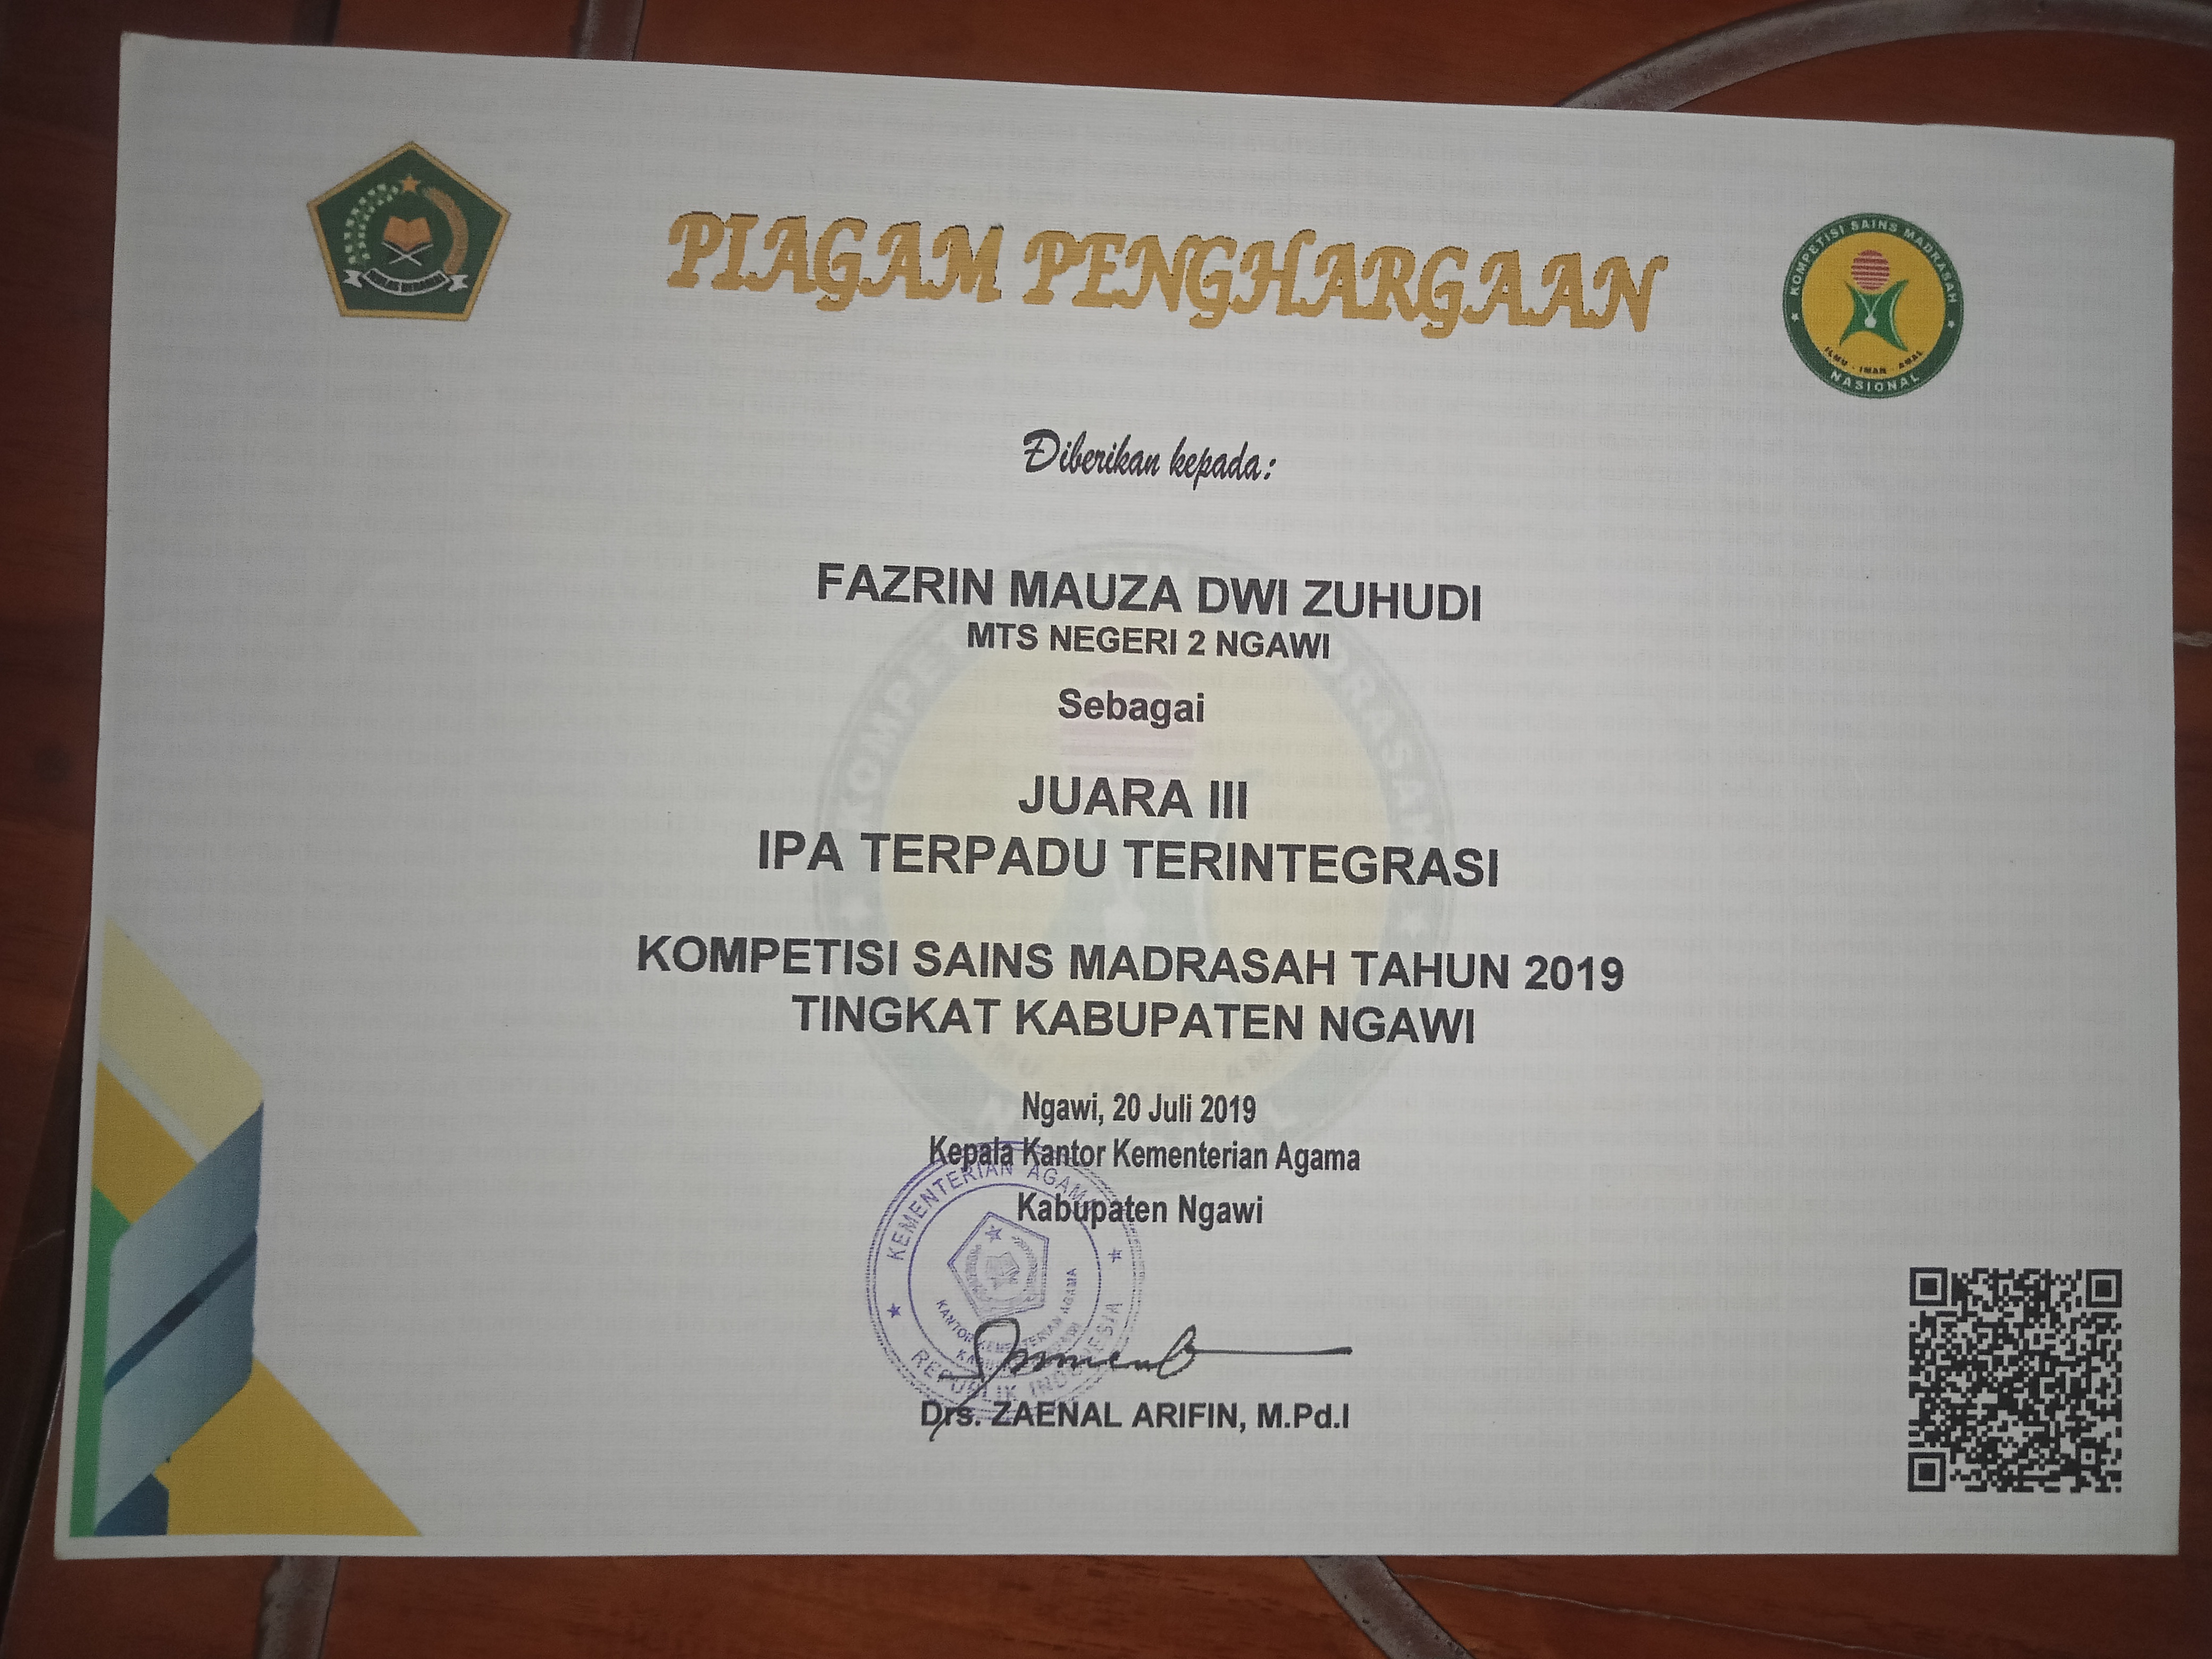 IKHLAS BERAMAL
PIAGAM PENGHARGAAN
KOMPETISI SAINS MADRASAH
ILMU - IMAN - AMAL
NASIONAL
Diberikan kepada:
FAZRIN MAUZA DWI ZUHUDI
MTS NEGERI 2 NGAWI
Sebagai
JUARA III
IPA TERPADU TERINTEGRASI
KOMPETISI SAINS MADRASAH TAHUN 2019
TINGKAT KABUPATEN NGAWI
Ngawi, 20 Juli 2019
Kepala Kantor Kementerian Agama
Kabupaten Ngawi
KEMENTERIAN AGAMA
KANTOR KEMENTERIAN AGAMA
REPUBLIK INDONESIA
Drs. ZAENAL ARIFIN, M.Pd.I